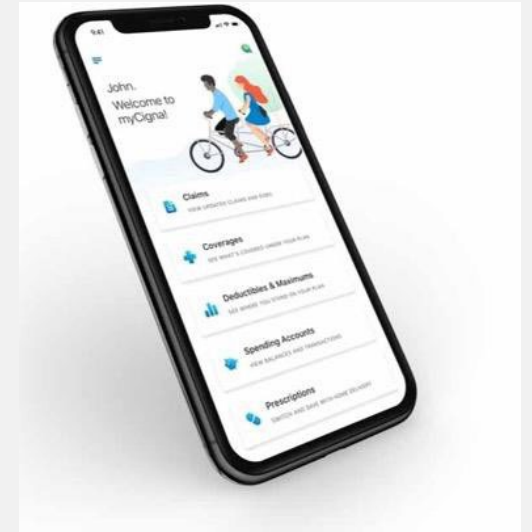 9:41
John.
Welcome to
myCigna!
Claims
VIEW UPDATED CLAIMS AND EOBS
Coverages
SEE WHAT'S COVERED UNDER YOUR PLAN
Deductibles & Maximums
SEE WHERE YOU STAND ON YOUR PLAN
Spending Accounts
VIEW BALANCES AND TRANSACTIONS
Prescriptions
SWITCH AND SAVE WITH HOME DELIVERY